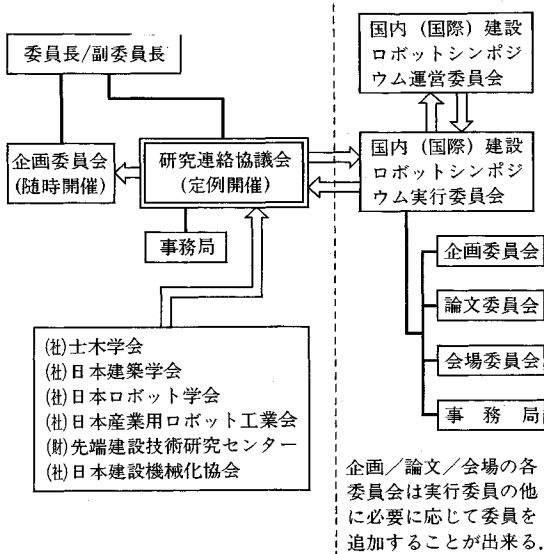 委員長/副委員長
企画委員会
(随時開催)
研究連絡協議会
(定例開催)
事務局
(社)土木学会
(社)日本建築学会
(社)日本ロボット学会
(社)日本産業用ロボット工業会
(財)先端建設技術研究センター
(社)日本建設機械化協会
国内(国際)建設
ロボットシンポジ
ウム運営委員会
国内(国際)建設
ロボットシンポジ
ウム実行委員会
企画委員会
論文委員会
会場委員会
事 務 局
企画/論文/会場の各
委員会は実行委員の他
に必要に応じて委員を
追加することが出来る.